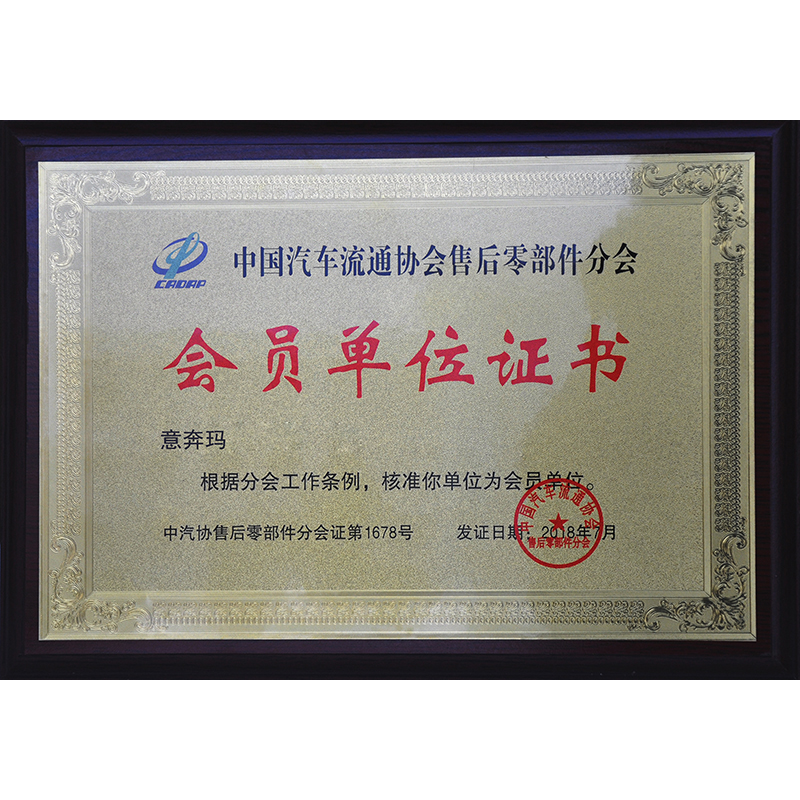 中国汽车流通协会售后零部件分会
CADAP
会员单位证书
意奔玛
根据分会工作条例，核准你单位为会员单位。
中汽协售后零部件分会证第1678号 发证日期：2018年7月
中国汽车流通协会
售后零部件分会